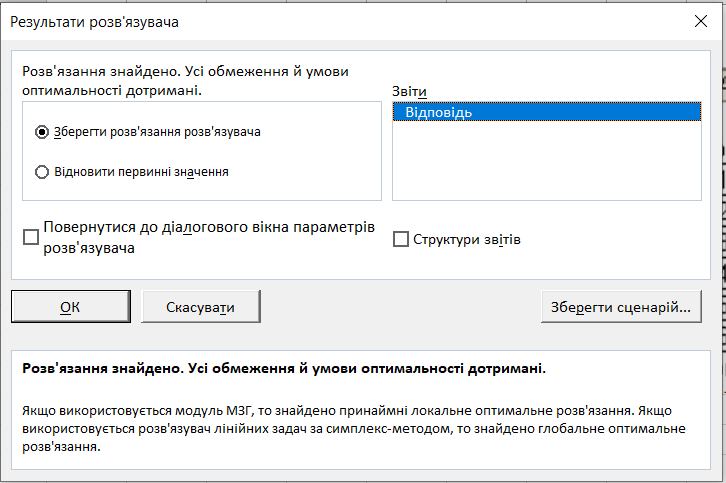 Результати розв'язувача
Розв'язання знайдено. Усі обмеження й умови
оптимальності дотримані.
Звіти
Відповідь
Зберегти розв'язання розв'язувача
Відновити первинні значення
Повернутися до діалогового вікна параметрів
розв'язувача
Структури звітів
ОК
Скасувати
Зберегти сценарій...
Розв'язання знайдено. Усі обмеження й умови оптимальності дотримані.
Якщо використовується модуль МЗГ, то знайдено принаймні локальне оптимальне розв'язання. Якщо
використовується розв'язувач лінійних задач за симплекс-методом, то знайдено глобальне оптимальне
розв'язання.